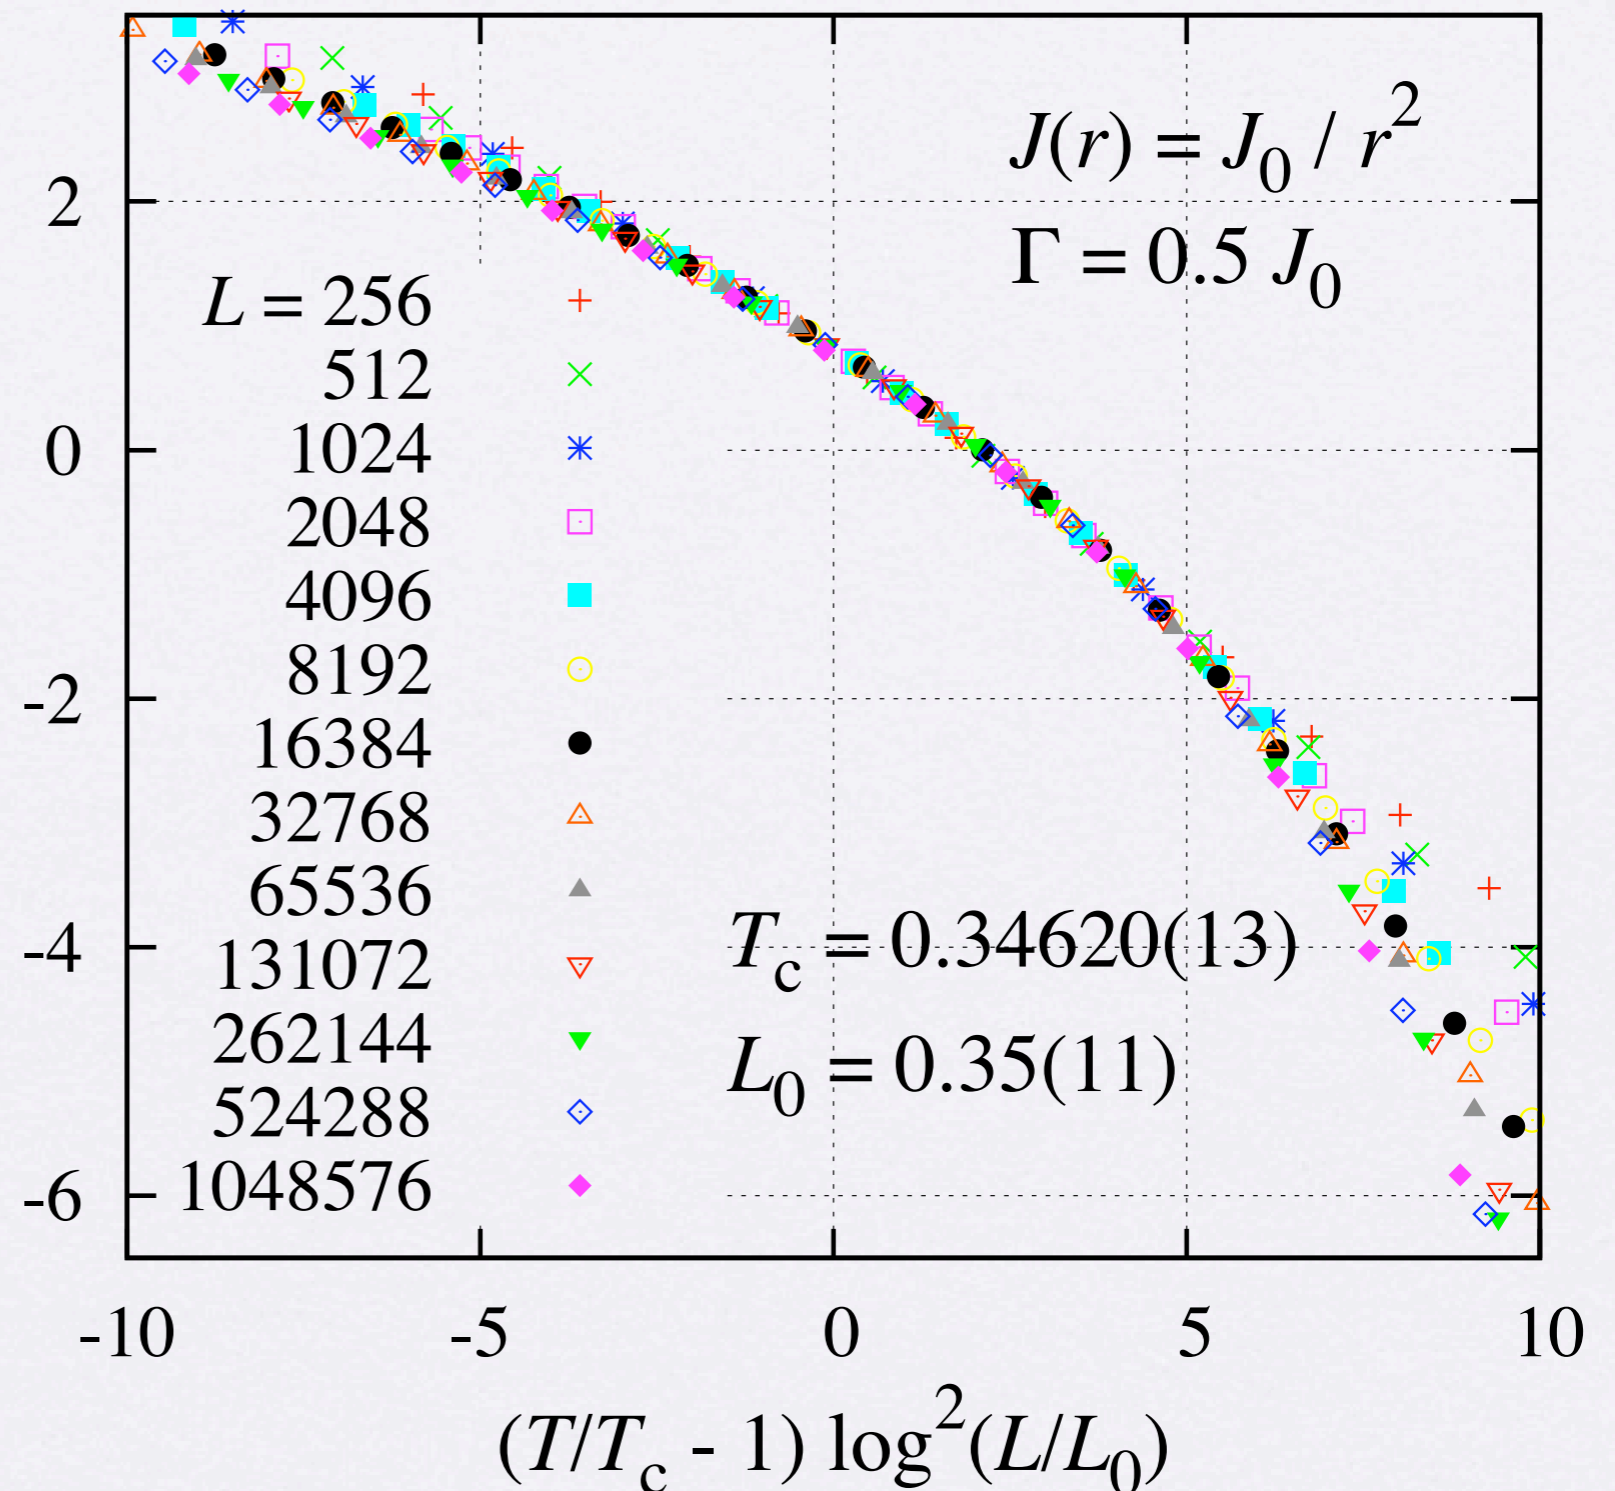 J(r) = J₀ / r²
2
Γ = 0.5 J₀
L = 256
512
0
1024
2048
4096
8192
-2
16384
32768
65536
-4
T_c = 0.34620(13)
131072
262144
L₀ = 0.35(11)
524288
-6
1048576
-10 -5 0 5 10
(T/T_c - 1) log²(L/L₀)